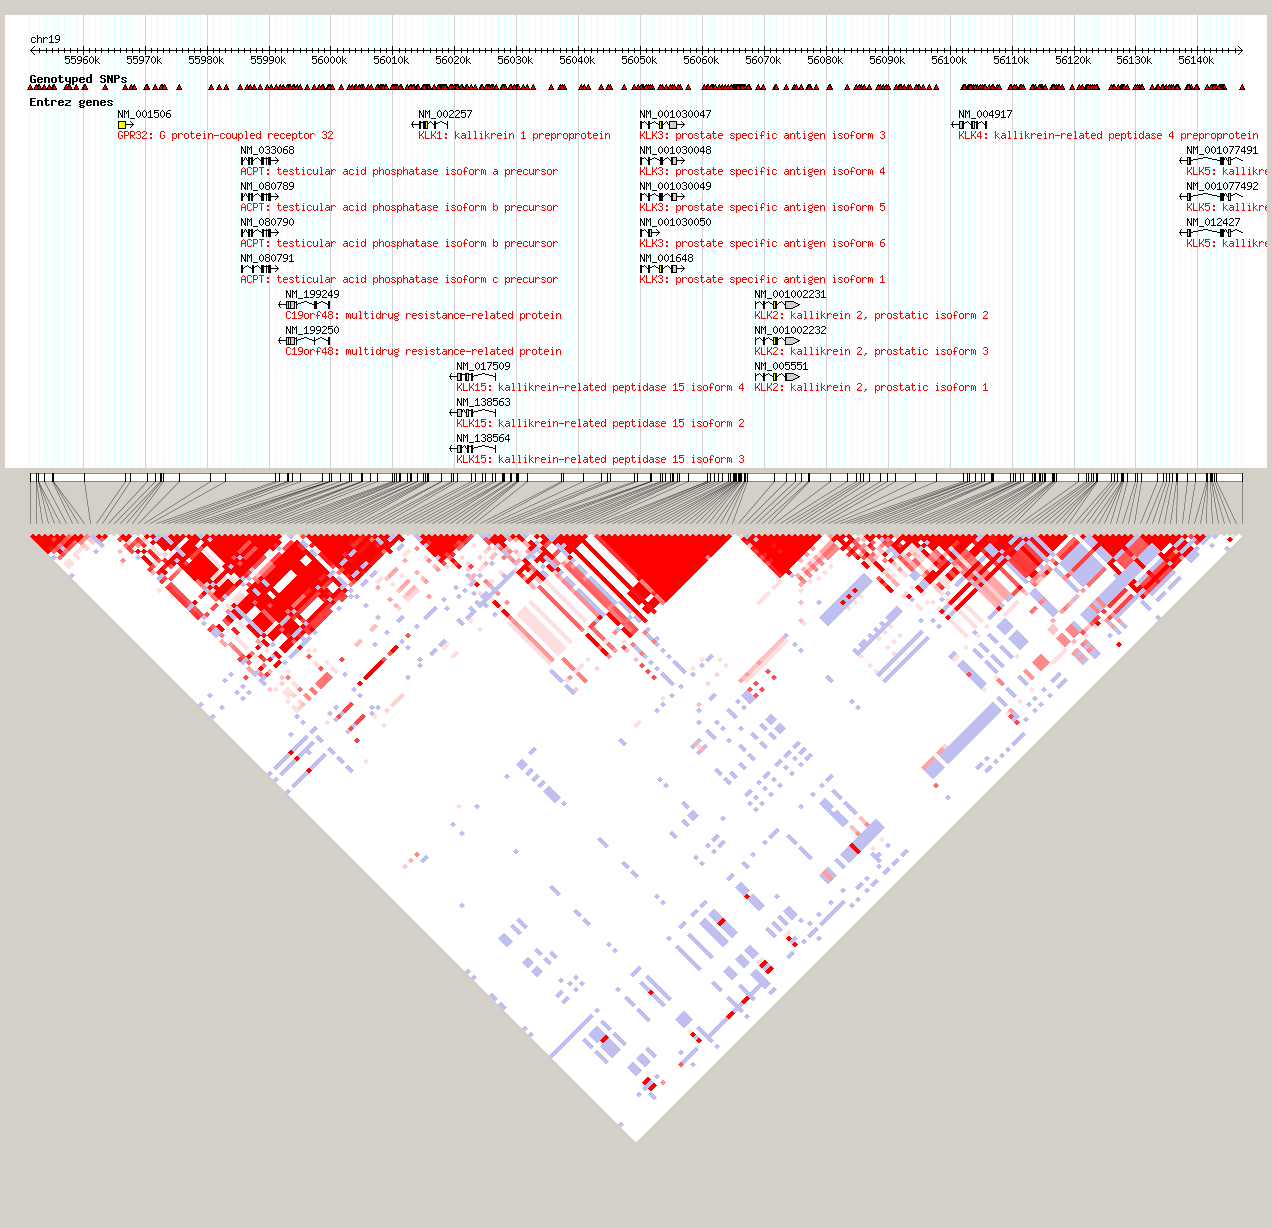 chr19
55960k 55970k 55980k 55990k 56000k 56010k 56020k 56030k 56040k 56050k 56060k 56070k 56080k 56090k 56100k 56110k 56120k 56130k 56140k
Genotyped SNPs
Entrez genes
NM_001506 NM_002257 NM_001030047 NM_004917
GPR32: G protein-coupled receptor 32 KLK1: kallikrein 1 preproprotein KLK3: prostate specific antigen isoform 3 KLK4: kallikrein-related peptidase 4 preproprotein
NM_033068 NM_001030048 NM_001077491
ACPT: testicular acid phosphatase isoform a precursor KLK3: prostate specific antigen isoform 4 KLK5: kallikre
NM_080789 NM_001030049 NM_001077492
ACPT: testicular acid phosphatase isoform b precursor KLK3: prostate specific antigen isoform 5 KLK5: kallikre
NM_080790 NM_001030050 NM_012427
ACPT: testicular acid phosphatase isoform b precursor KLK3: prostate specific antigen isoform 6 KLK5: kallikre
NM_080791 NM_001648
ACPT: testicular acid phosphatase isoform c precursor KLK3: prostate specific antigen isoform 1
NM_199249 NM_001002231
C19orf48: multidrug resistance-related protein KLK2: kallikrein 2, prostatic isoform 2
NM_199250 NM_001002232
C19orf48: multidrug resistance-related protein KLK2: kallikrein 2, prostatic isoform 3
NM_017509 NM_005551
KLK15: kallikrein-related peptidase 15 isoform 4 KLK2: kallikrein 2, prostatic isoform 1
NM_138563
KLK15: kallikrein-related peptidase 15 isoform 2
NM_138564
KLK15: kallikrein-related peptidase 15 isoform 3